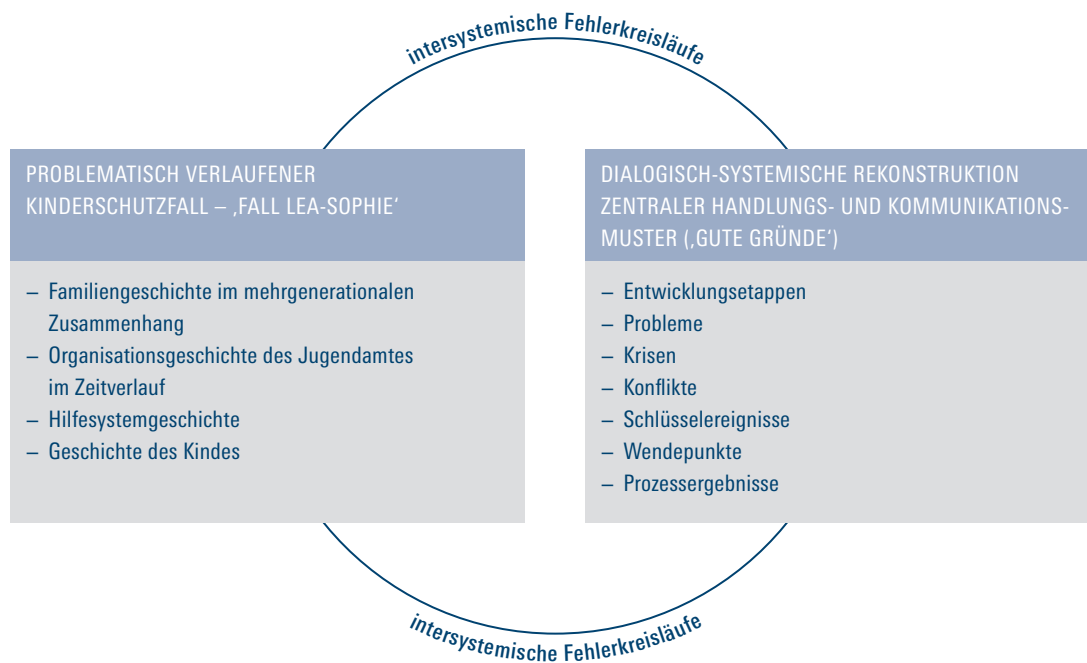 intersystemische Fehlerkreisläufe
PROBLEMATISCH VERLAUFENER
KINDERSCHUTZFALL – ‚FALL LEA-SOPHIE‘
– Familiengeschichte im mehrgenerationalen
Zusammenhang
– Organisationsgeschichte des Jugendamtes
im Zeitverlauf
– Hilfesystemgeschichte
– Geschichte des Kindes
DIALOGISCH-SYSTEMISCHE REKONSTRUKTION
ZENTRALER HANDLUNGS- UND KOMMUNIKATIONS-
MUSTER (‚GUTE GRÜNDE‘)
– Entwicklungsetappen
– Probleme
– Krisen
– Konflikte
– Schlüsselereignisse
– Wendepunkte
– Prozessergebnisse
intersystemische Fehlerkreisläufe